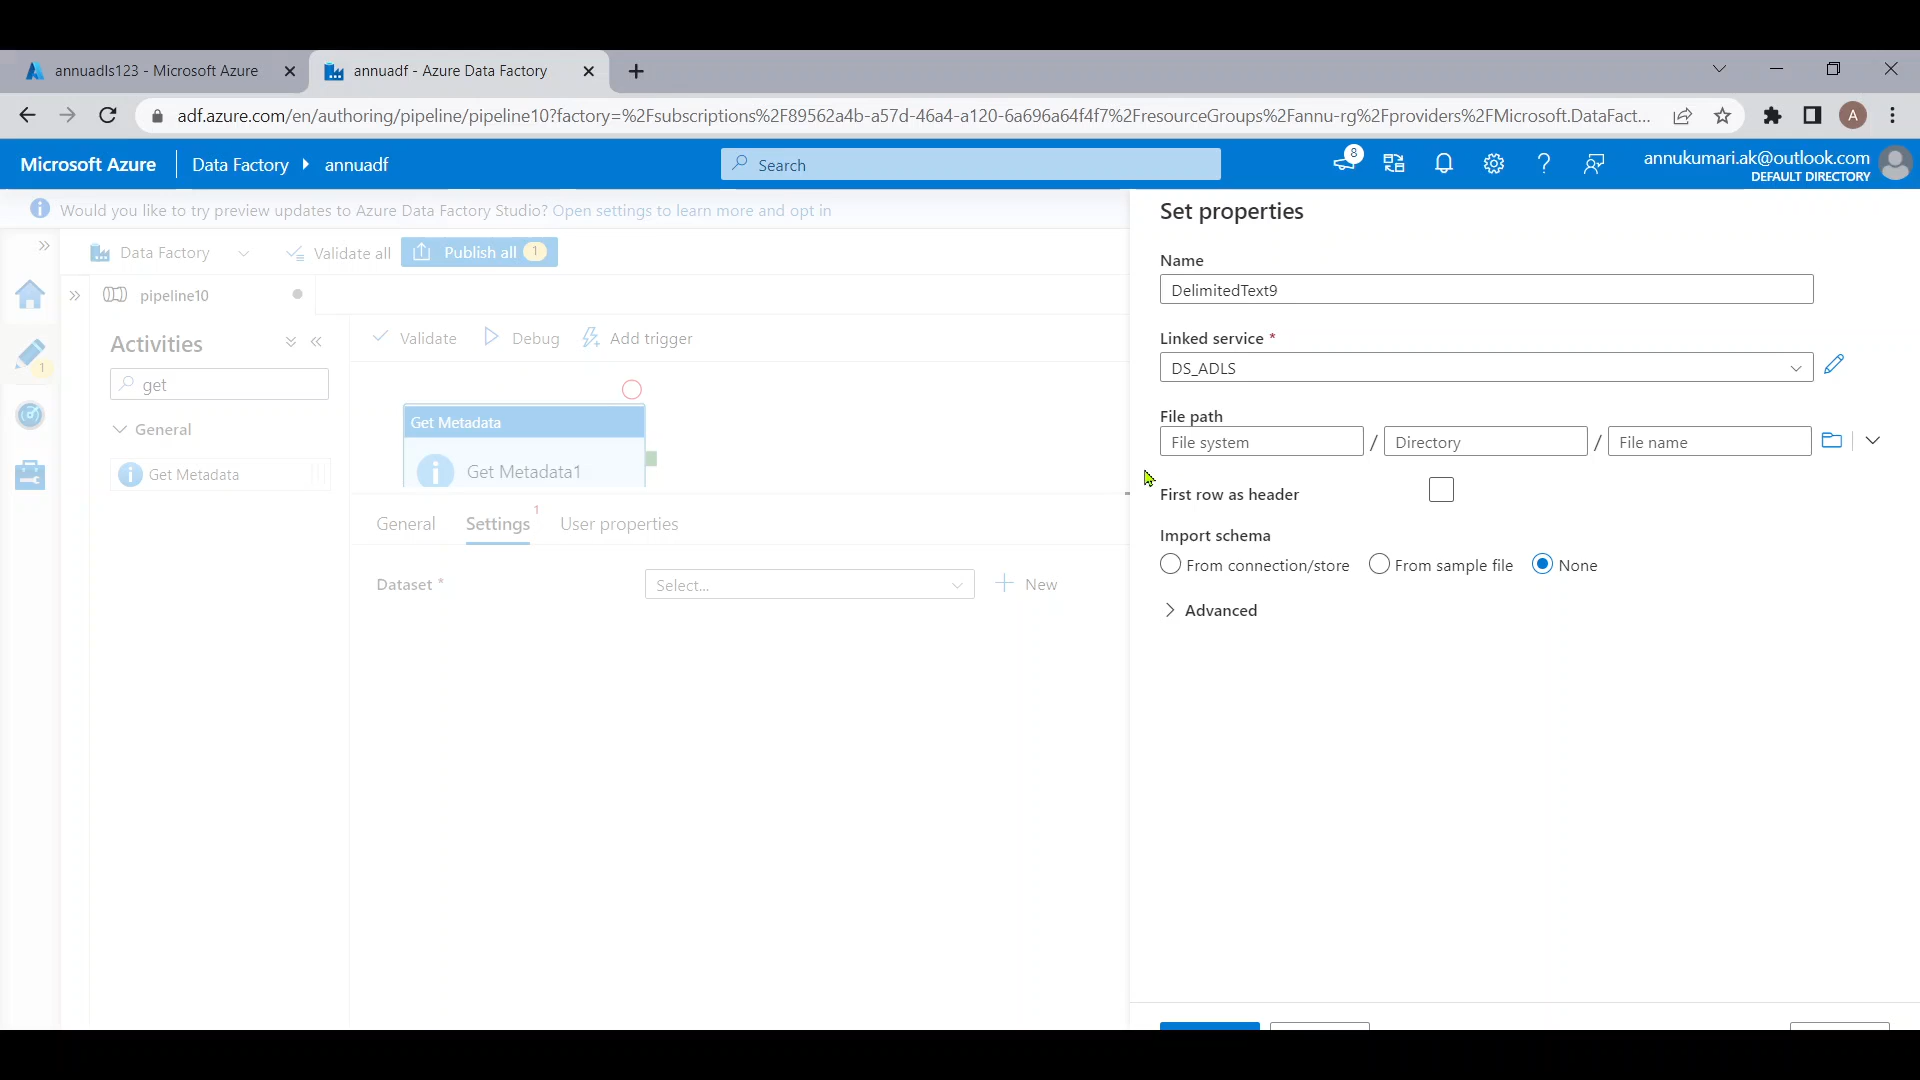 annuadls123 - Microsoft Azure
annuadf - Azure Data Factory
adf.azure.com/en/authoring/pipeline/pipeline10?factory=%2Fsubscriptions%2F89562a4b-a57d-46a4-a120-6a696a64f4f7%2FresourceGroups%2Fannu-rg%2Fproviders%2FMicrosoft.DataFact...
A
Microsoft Azure
Data Factory
annuadf
Search
8
annukumari.ak@outlook.com
DEFAULT DIRECTORY
Would you like to try preview updates to Azure Data Factory Studio? Open settings to learn more and opt in
Data Factory
Validate all
Publish all 1
pipeline10
1
Activities
get
General
Get Metadata
Validate
Debug
Add trigger
Get Metadata
Get Metadata1
General
Settings 1
User properties
Dataset *
Select...
New
Set properties
Name
DelimitedText9
Linked service *
DS_ADLS
File path
File system / Directory / File name
First row as header
Import schema
From connection/store
From sample file
None
Advanced